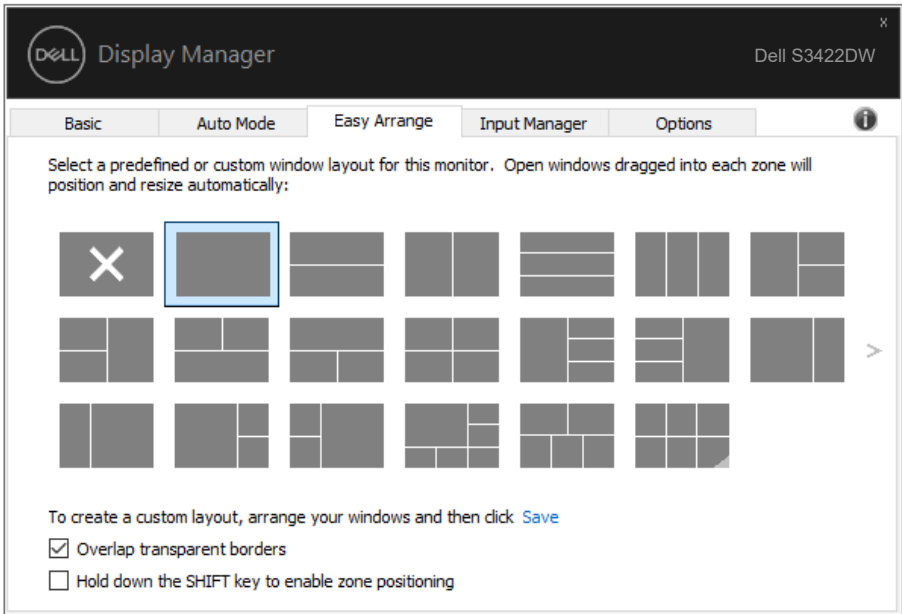 x
DELL Display Manager Dell S3422DW
Basic Auto Mode Easy Arrange Input Manager Options i
Select a predefined or custom window layout for this monitor. Open windows dragged into each zone will
position and resize automatically:
>
To create a custom layout, arrange your windows and then click Save
Overlap transparent borders
Hold down the SHIFT key to enable zone positioning